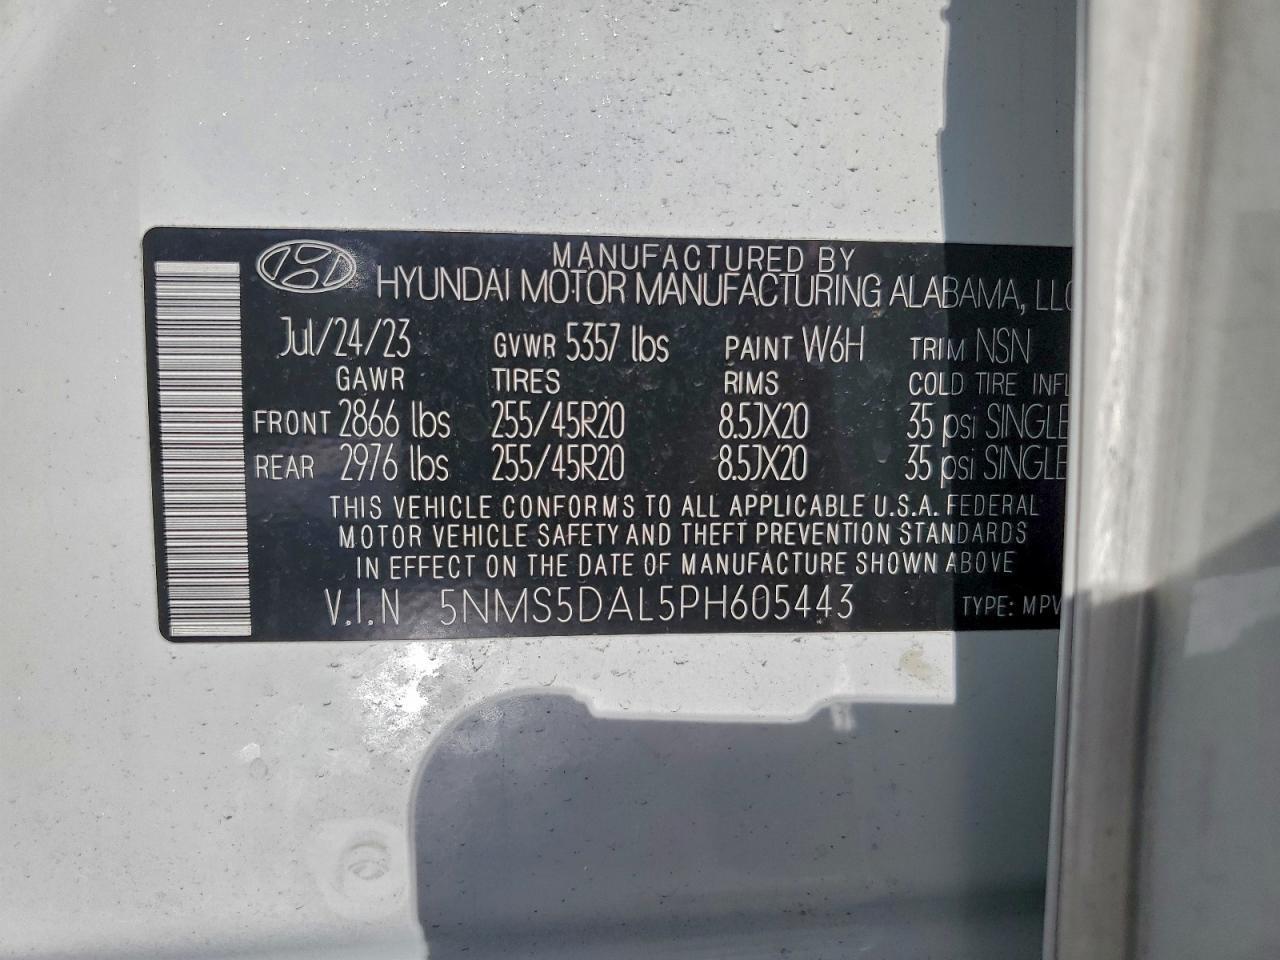 MANUFACTURED BY
HYUNDAI MOTOR MANUFACTURING ALABAMA, LLC
Jul/24/23 GVWR 5357 lbs PAINT W6H TRIM NSN
GAWR TIRES RIMS COLD TIRE INFL
FRONT 2866 lbs 255/45R20 8.5JX20 35 psi SINGLE
REAR 2976 lbs 255/45R20 8.5JX20 35 psi SINGLE
THIS VEHICLE CONFORMS TO ALL APPLICABLE U.S.A. FEDERAL
MOTOR VEHICLE SAFETY AND THEFT PREVENTION STANDARDS
IN EFFECT ON THE DATE OF MANUFACTURE SHOWN ABOVE
V.I.N 5NMS5DAL5PH605443 TYPE: MPV